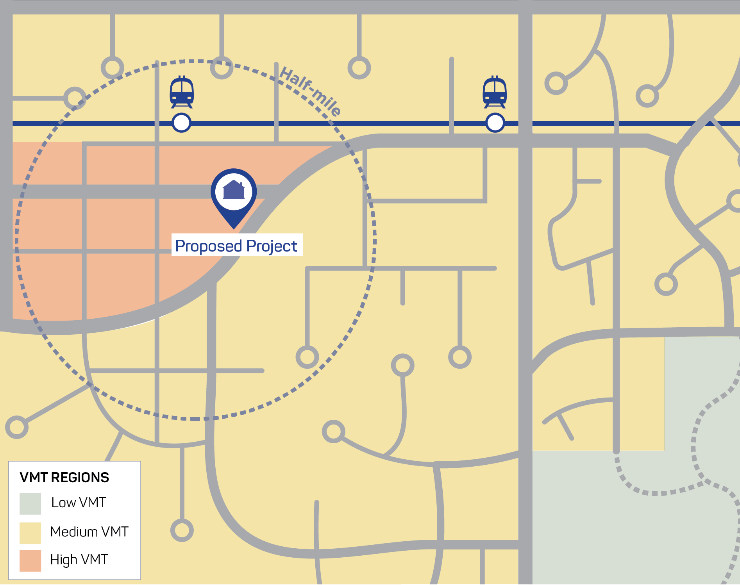 Half-mile
Proposed Project
VMT REGIONS
Low VMT
Medium VMT
High VMT